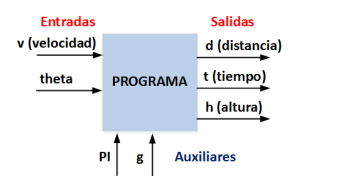 Entradas
Salidas
v (velocidad)
d (distancia)
theta
PROGRAMA
t (tiempo)
h (altura)
PI
g
Auxiliares